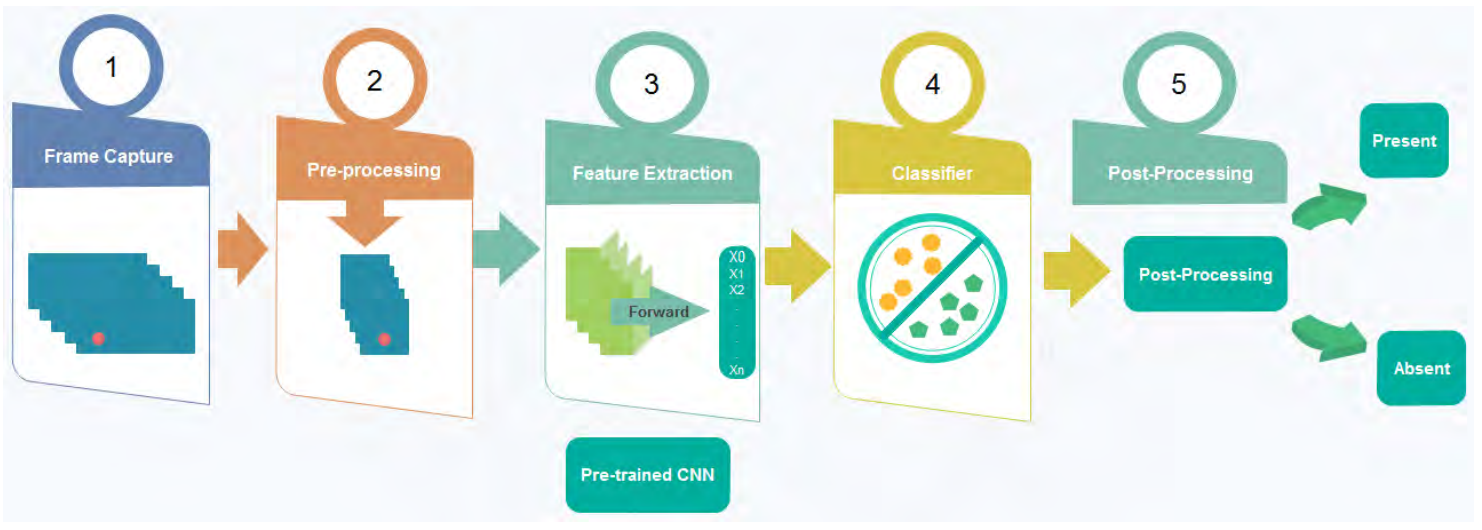 1
Frame Capture
2
Pre-processing
3
Feature Extraction
Forward
X0
X1
X2
.
.
.
.
Xn
Pre-trained CNN
4
Classifier
5
Post-Processing
Post-Processing
Present
Absent